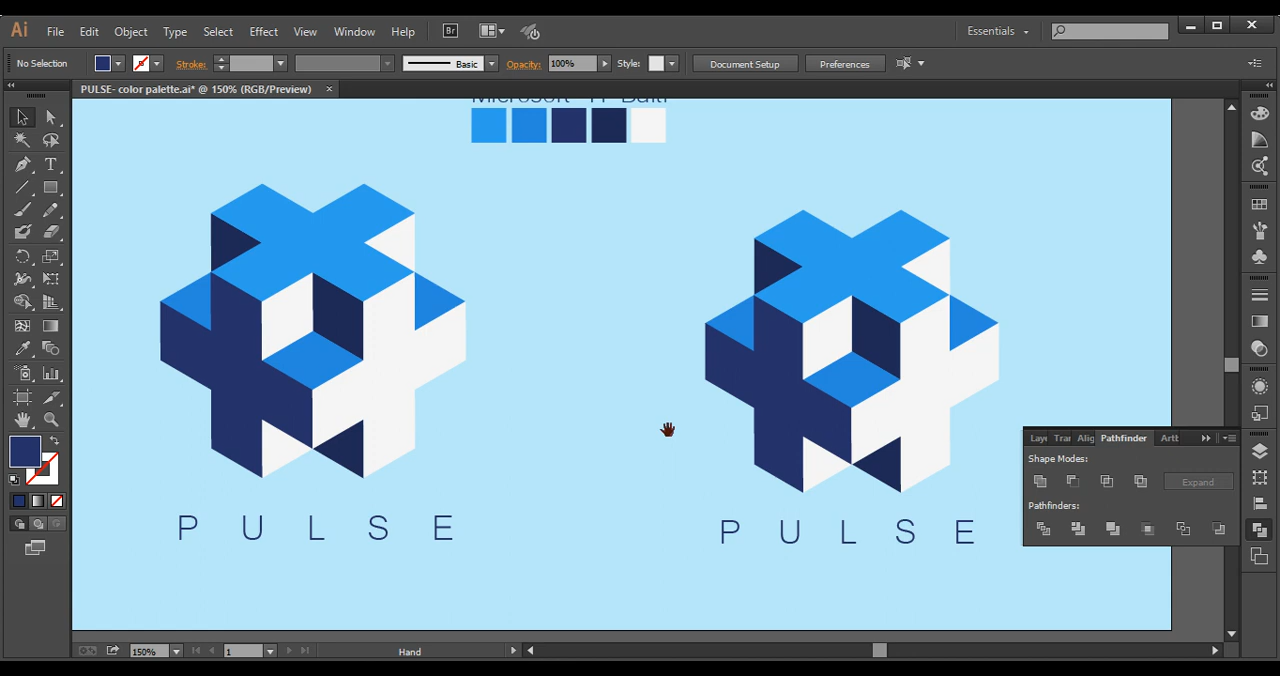 Ai File Edit Object Type Select Effect View Window Help Br Essentials
No Selection Stroke: Basic Opacity: 100% Style: Document Setup Preferences
PULSE- color palette.ai* @ 150% (RGB/Preview) ×
Microsoft
P U L S E
P U L S E
Pathfinder
Shape Modes:
Expand
Pathfinders:
150% 1 Hand